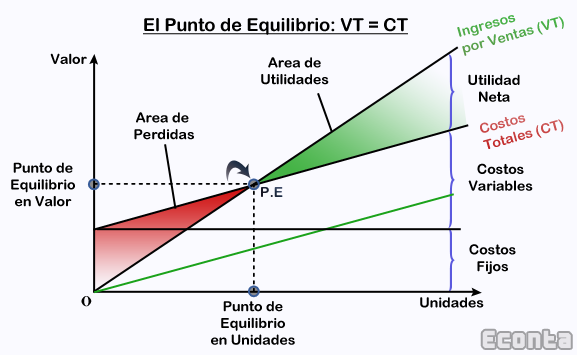 El Punto de Equilibrio: VT = CT
Valor
Ingresos
por Ventas (VT)
Area de
Utilidades
Utilidad
Neta
Area de
Perdidas
Costos
Totales (CT)
Punto de
Equilibrio
en Valor
P.E
Costos
Variables
Costos
Fijos
O
Unidades
Punto de
Equilibrio
en Unidades
Econta